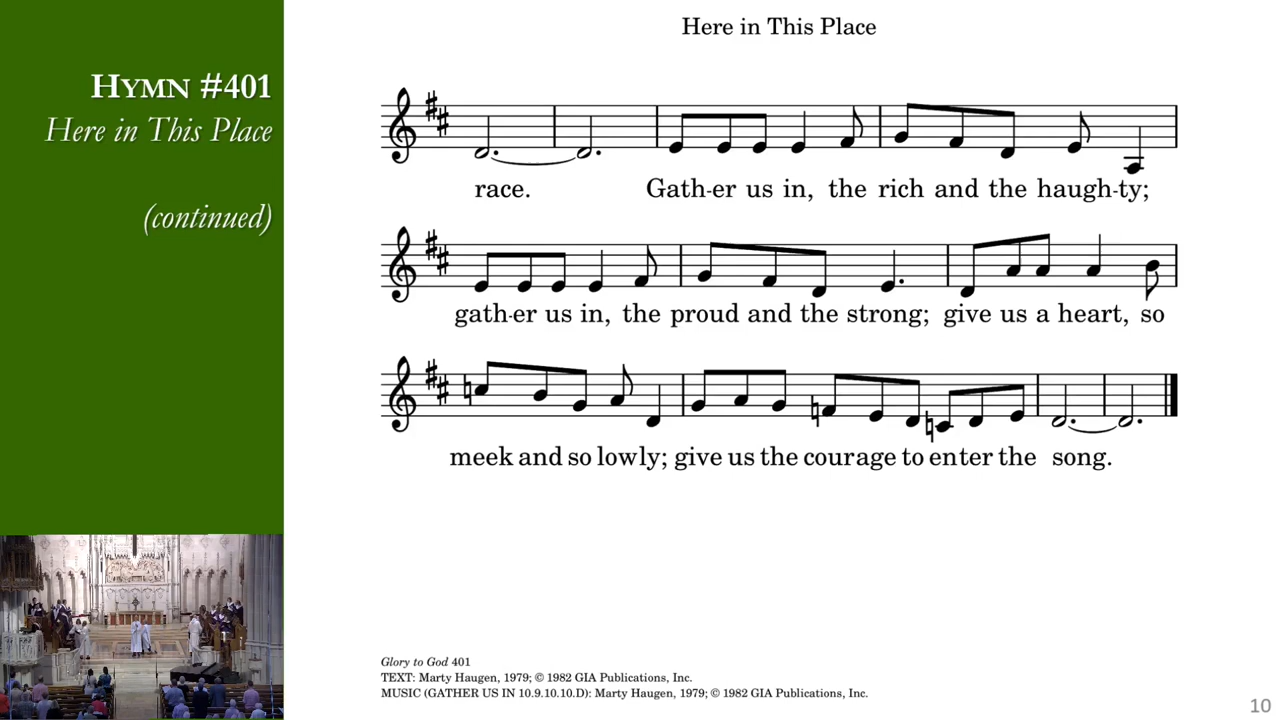 HYMN #401
Here in This Place
(continued)
Here in This Place
race. Gath-er us in, the rich and the haugh-ty;
gath-er us in, the proud and the strong; give us a heart, so
meek and so lowly; give us the courage to enter the song.
Glory to God 401
TEXT: Marty Haugen, 1979; © 1982 GIA Publications, Inc.
MUSIC (GATHER US IN 10.9.10.10.D): Marty Haugen, 1979; © 1982 GIA Publications, Inc.
10